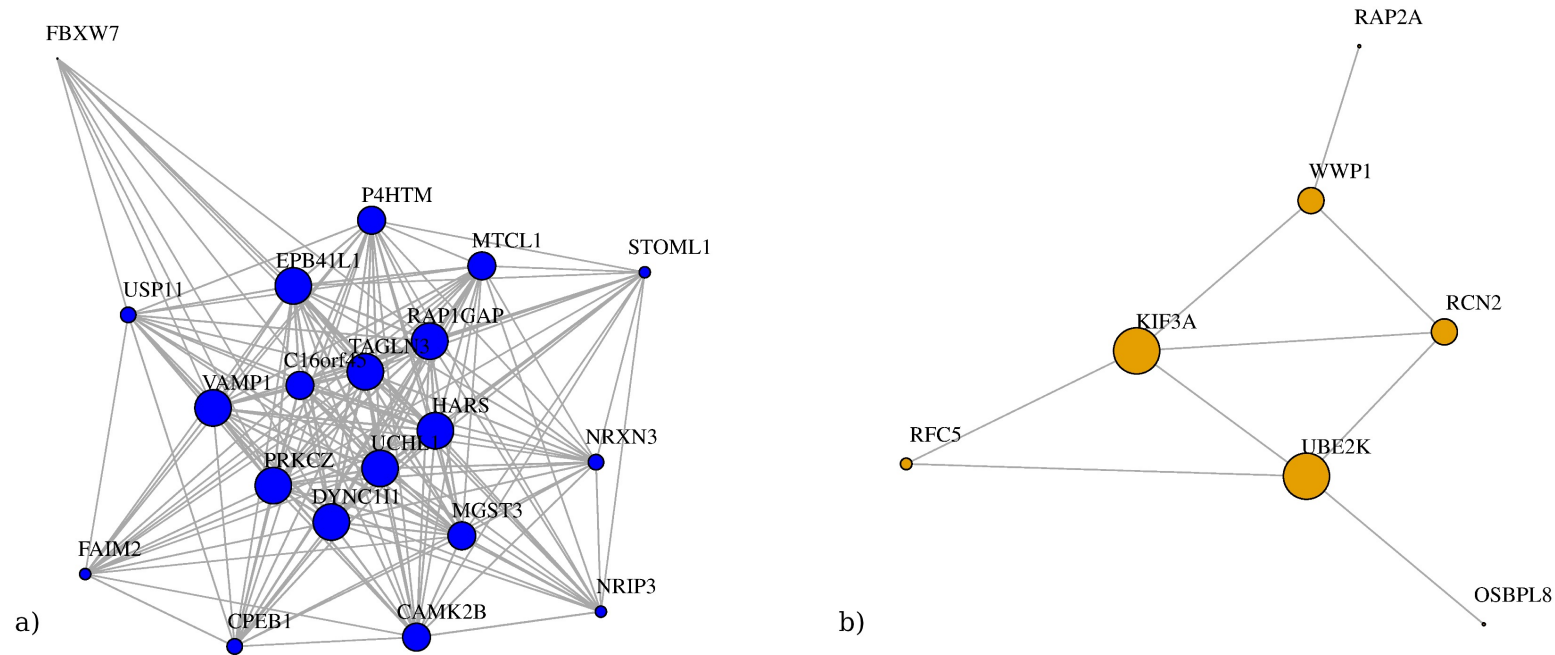 FBXW7
P4HTM
MTCL1
STOML1
EPB41L1
USP11
RAP1GAP
TAGLN3
C16orf45
VAMP1
HARS
NRXN3
UCHL1
PRKCZ
DYNC1I1
MGST3
FAIM2
NRIP3
CAMK2B
CPEB1
a)
RAP2A
WWP1
RCN2
KIF3A
RFC5
UBE2K
OSBPL8
b)